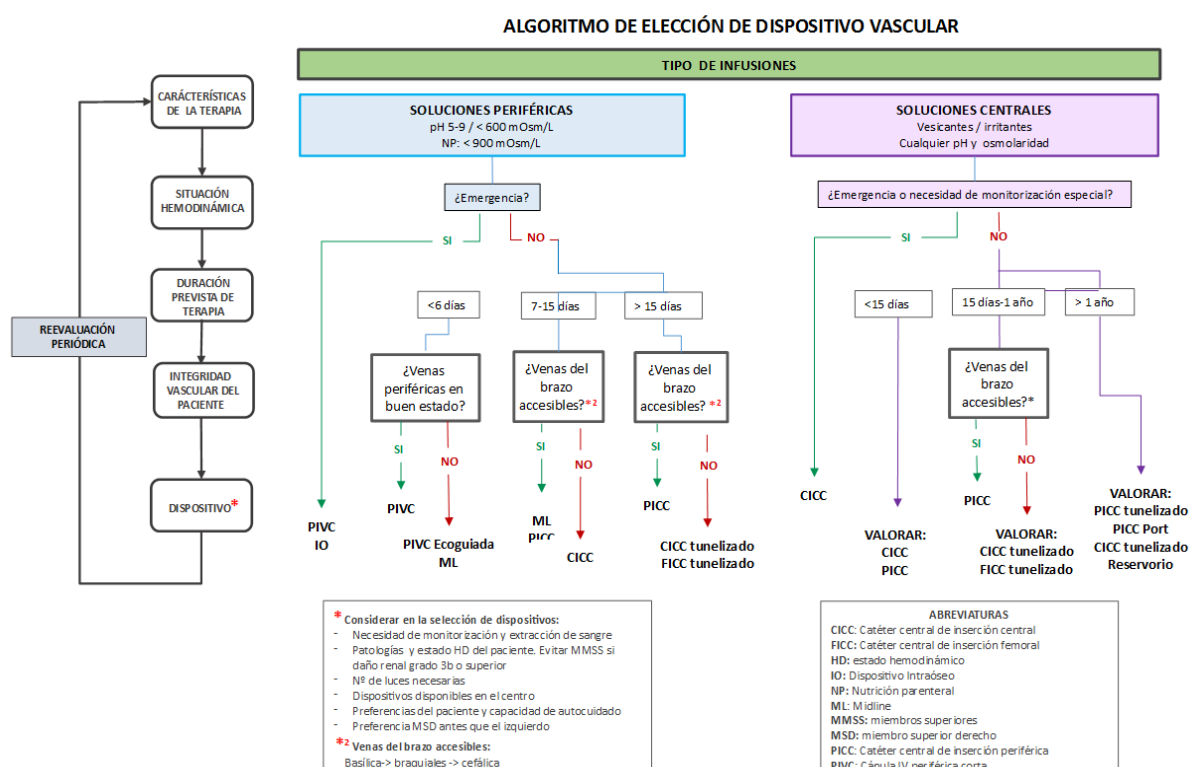 ALGORITMO DE ELECCIÓN DE DISPOSITIVO VASCULAR
TIPO DE INFUSIONES
CARÁCTERÍSTICAS
DE LA TERAPIA
SITUACIÓN
HEMODINÁMICA
DURACIÓN
PREVISTA DE
TERAPIA
REEVALUACIÓN
PERIÓDICA
INTEGRIDAD
VASCULAR DEL
PACIENTE
DISPOSITIVO*
SOLUCIONES PERIFÉRICAS
pH 5-9 / < 600 mOsm/L
NP: < 900 mOsm/L
¿Emergencia?
SI
NO
<6 días
7-15 días
> 15 días
¿Venas
periféricas en
buen estado?
¿Venas del
brazo
accesibles?*2
¿Venas del
brazo
accesibles? *2
SI
NO
SI
NO
SI
NO
PIVC
IO
PIVC
PIVC Ecoguiada
ML
ML
PICC
CICC
PICC
CICC tunelizado
FICC tunelizado
SOLUCIONES CENTRALES
Vesicantes / irritantes
Cualquier pH y osmolaridad
¿Emergencia o necesidad de monitorización especial?
SI
NO
<15 días
15 días-1 año
> 1 año
¿Venas del
brazo
accesibles?*
SI
NO
CICC
VALORAR:
CICC
PICC
PICC
VALORAR:
CICC tunelizado
FICC tunelizado
VALORAR:
PICC tunelizado
PICC Port
CICC tunelizado
Reservorio
* Considerar en la selección de dispositivos:
- Necesidad de monitorización y extracción de sangre
- Patologías y estado HD del paciente. Evitar MMSS si
daño renal grado 3b o superior
- Nº de luces necesarias
- Dispositivos disponibles en el centro
- Preferencias del paciente y capacidad de autocuidado
- Preferencia MSD antes que el izquierdo
*2 Venas del brazo accesibles:
Basílica-> braquiales -> cefálica
ABREVIATURAS
CICC: Catéter central de inserción central
FICC: Catéter central de inserción femoral
HD: estado hemodinámico
IO: Dispositivo Intraóseo
NP: Nutrición parenteral
ML: Midline
MMSS: miembros superiores
MSD: miembro superior derecho
PICC: Catéter central de inserción periférica
PIVC: Cánula IV periférica corta